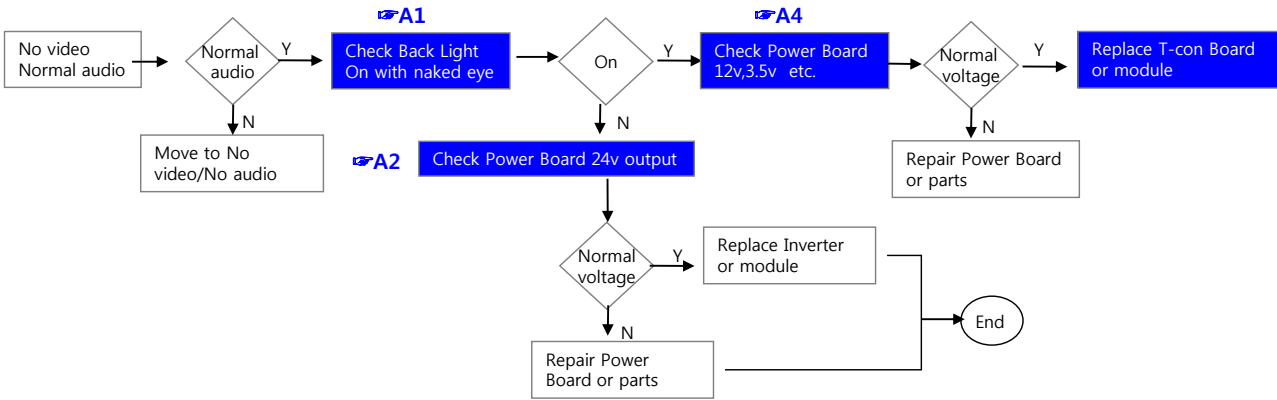 ☞A1
☞A4
No video
Normal audio
Normal
audio
Y
Check Back Light
On with naked eye
On
Y
Check Power Board
12v,3.5v etc.
Normal
voltage
Y
Replace T-con Board
or module
N
Move to No
video/No audio
N
☞A2
Check Power Board 24v output
N
Repair Power Board
or parts
Normal
voltage
Y
Replace Inverter
or module
End
N
Repair Power
Board or parts